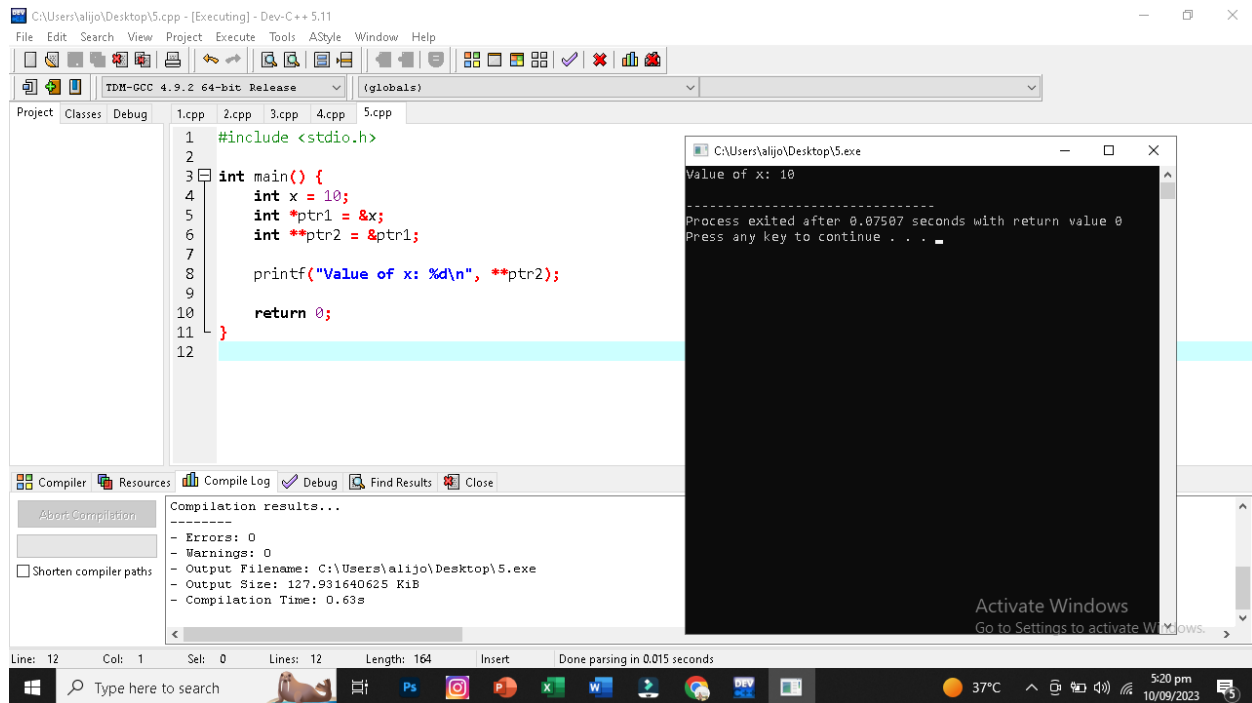 C:\Users\alijo\Desktop\5.cpp - [Executing] - Dev-C++ 5.11
File Edit Search View Project Execute Tools AStyle Window Help
TDM-GCC 4.9.2 64-bit Release (globals)
Project Classes Debug 1.cpp 2.cpp 3.cpp 4.cpp 5.cpp
1 #include <stdio.h>
2
3 int main() {
4 int x = 10;
5 int *ptr1 = &x;
6 int **ptr2 = &ptr1;
7
8 printf("Value of x: %d\n", **ptr2);
9
10 return 0;
11 }
12
C:\Users\alijo\Desktop\5.exe
Value of x: 10
--------------------------------
Process exited after 0.07507 seconds with return value 0
Press any key to continue . . .
Compiler Resources Compile Log Debug Find Results Close
Abort Compilation
Shorten compiler paths
Compilation results...
--------
- Errors: 0
- Warnings: 0
- Output Filename: C:\Users\alijo\Desktop\5.exe
- Output Size: 127.931640625 KiB
- Compilation Time: 0.63s
Activate Windows
Go to Settings to activate Windows.
Line: 12 Col: 1 Sel: 0 Lines: 12 Length: 164 Insert Done parsing in 0.015 seconds
Type here to search
Ps
DEV
37°C
5:20 pm
10/09/2023
5